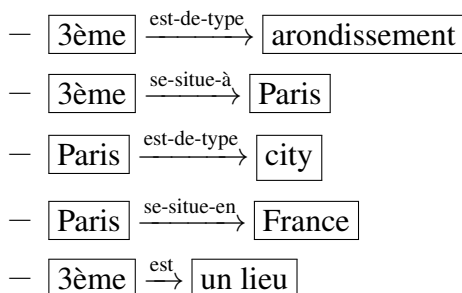 – 3ème est-de-type arondissement
– 3ème se-situe-à Paris
– Paris est-de-type city
– Paris se-situe-en France
– 3ème est un lieu